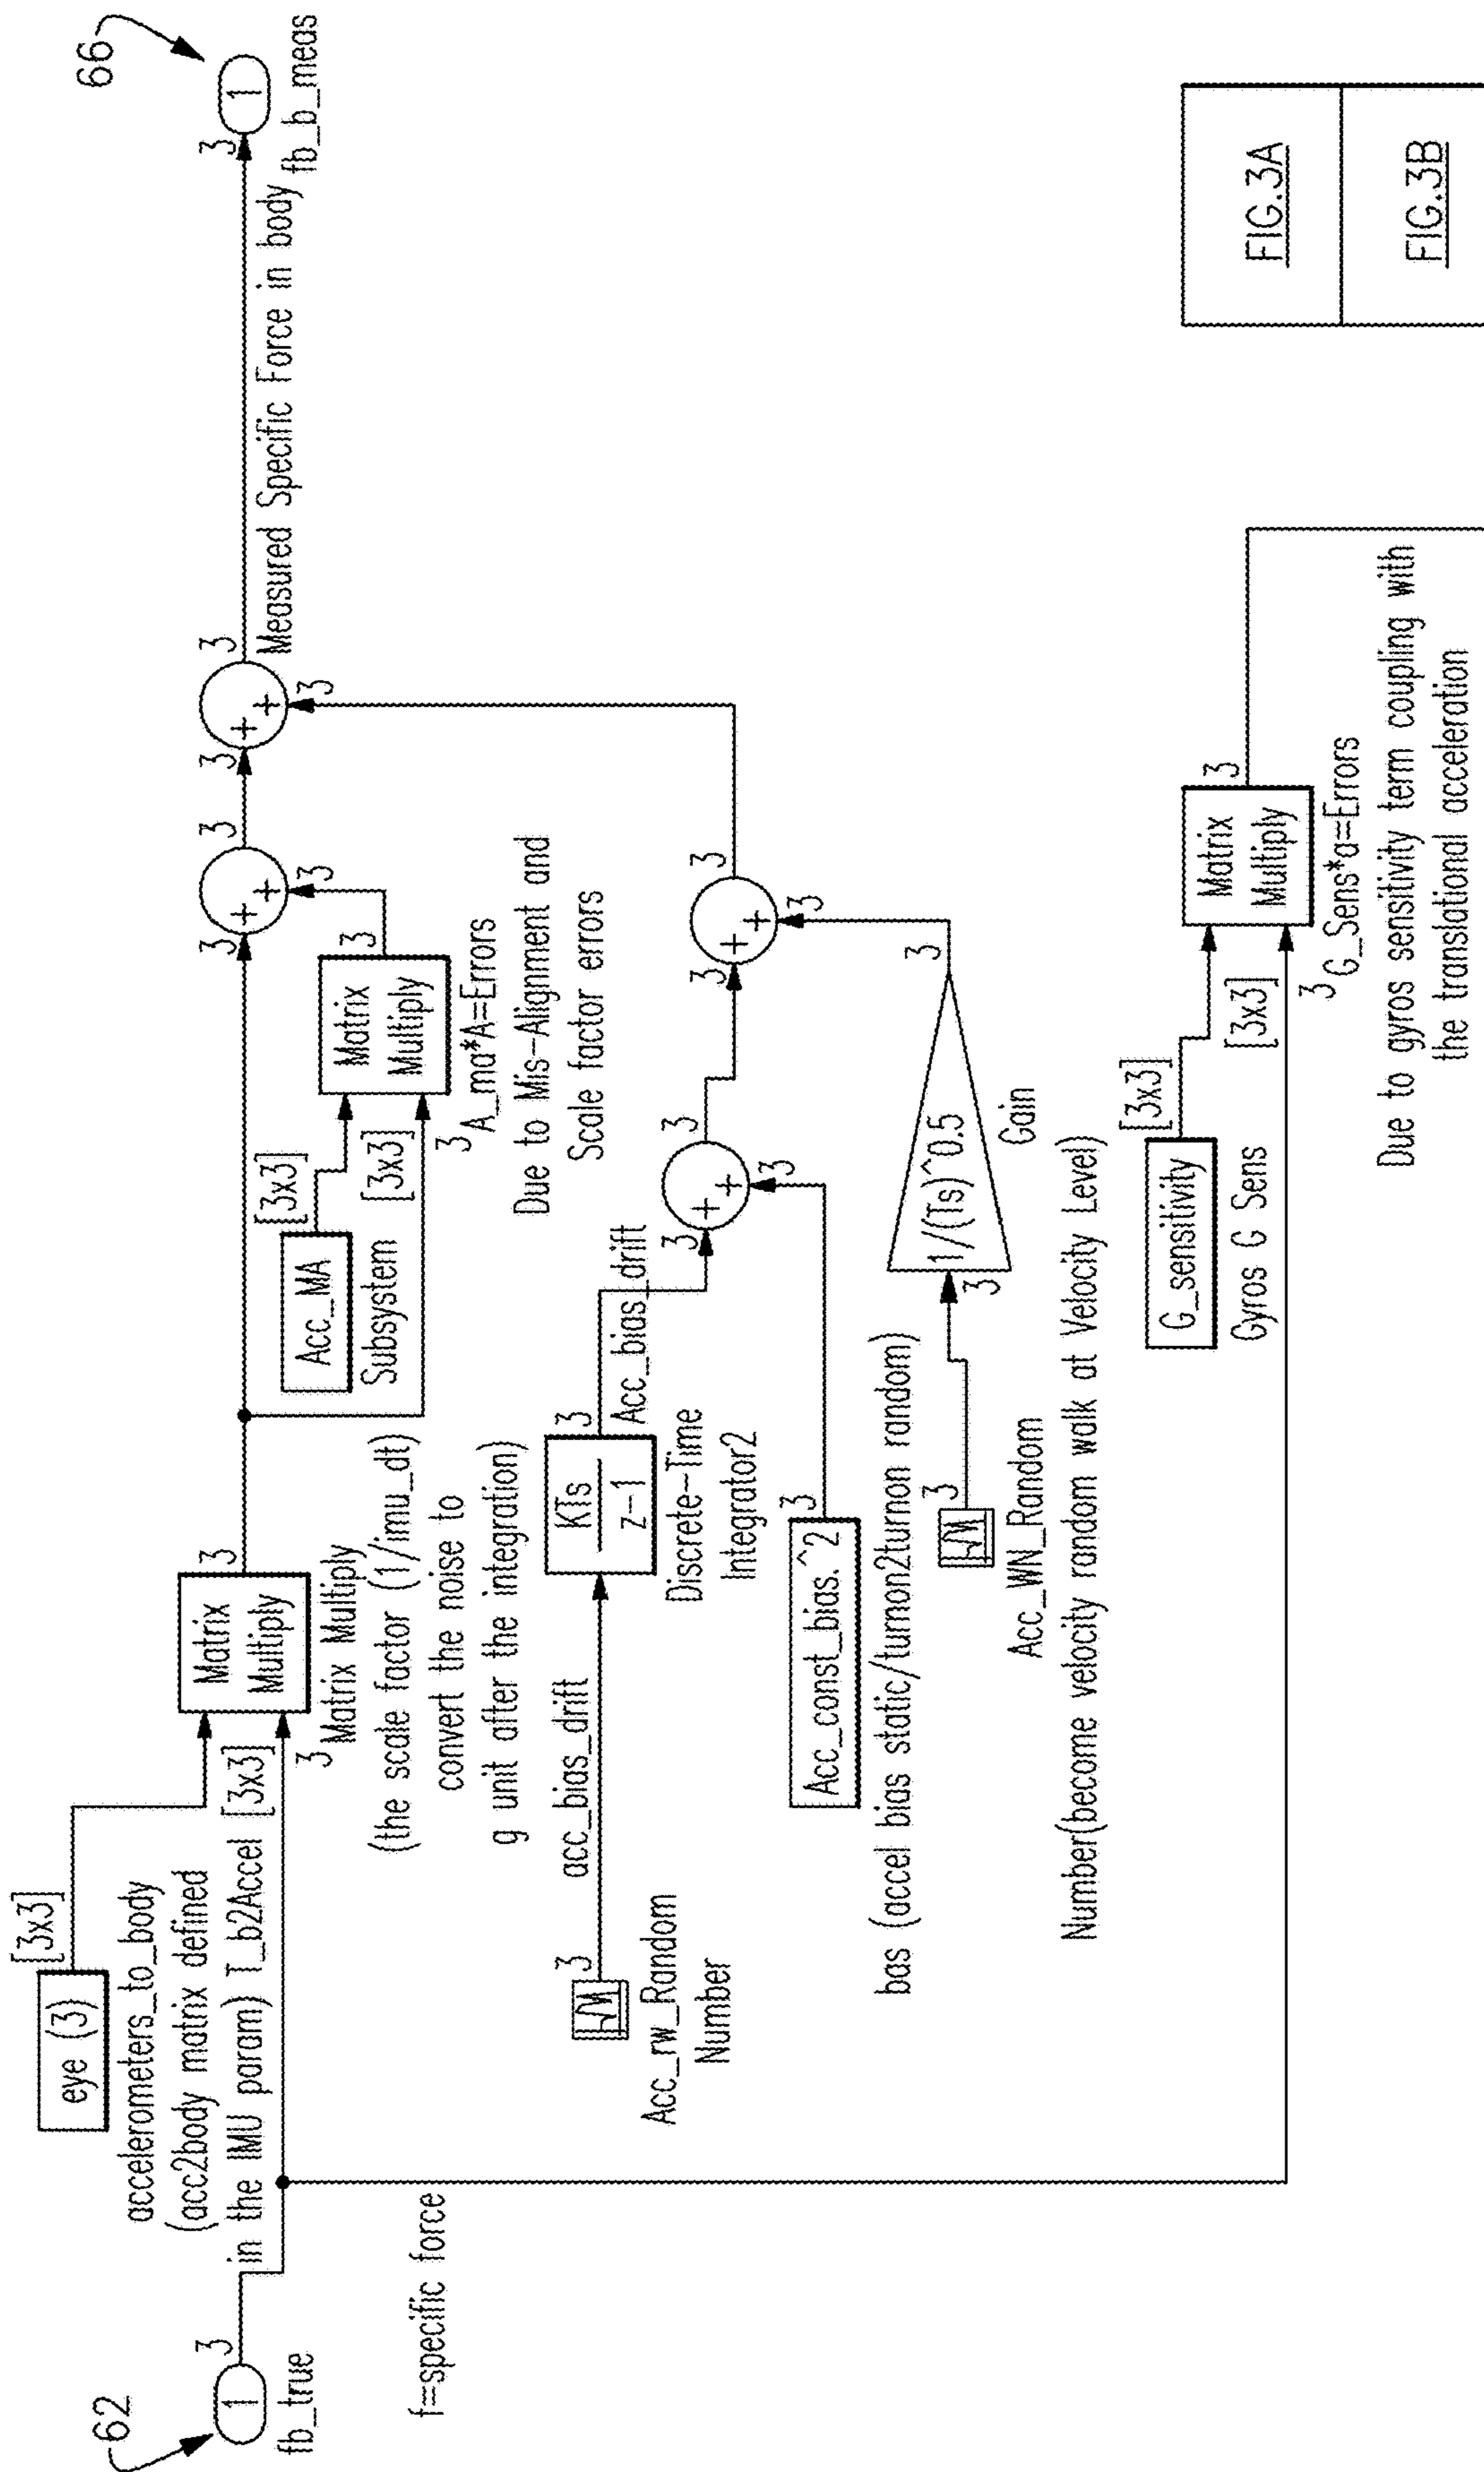 62
1
fb_true
3
f=specific force
eye (3)
[3x3]
accelerometers_to_body
(acc2body matrix defined
in the IMU param) T_b2Accel [3x3]
3
Matrix
Multiply
3
Matrix Multiply
(the scale factor (1/imu_dt)
convert the noise to
g unit after the integration)
Acc_MA
Subsystem
[3x3]
[3x3]
3
Matrix
Multiply
3
A_ma*A=Errors
Due to Mis-Alignment and
Scale factor errors
3
+
+
3
3
3
+
+
3
3
Measured Specific Force in body
3
1
fb_b_meas
66
3
Acc_rw_Random
Number
acc_bias_drift
KTs
z-1
3
Discrete-Time
Integrator2
Acc_bias_drift
Acc_const_bias.^2
3
bas (accel bias static/turnon2turnon random)
3
+
+
3
3
3
+
+
3
3
3
Acc_WN_Random
Number(become velocity random walk at Velocity Level)
3
1/(Ts)^0.5
3
Gain
G_sensitivity
Gyros G Sens
[3x3]
[3x3]
3
Matrix
Multiply
3
G_Sens*a=Errors
Due to gyros sensitivity term coupling with
the translational acceleration
FIG.3A
FIG.3B